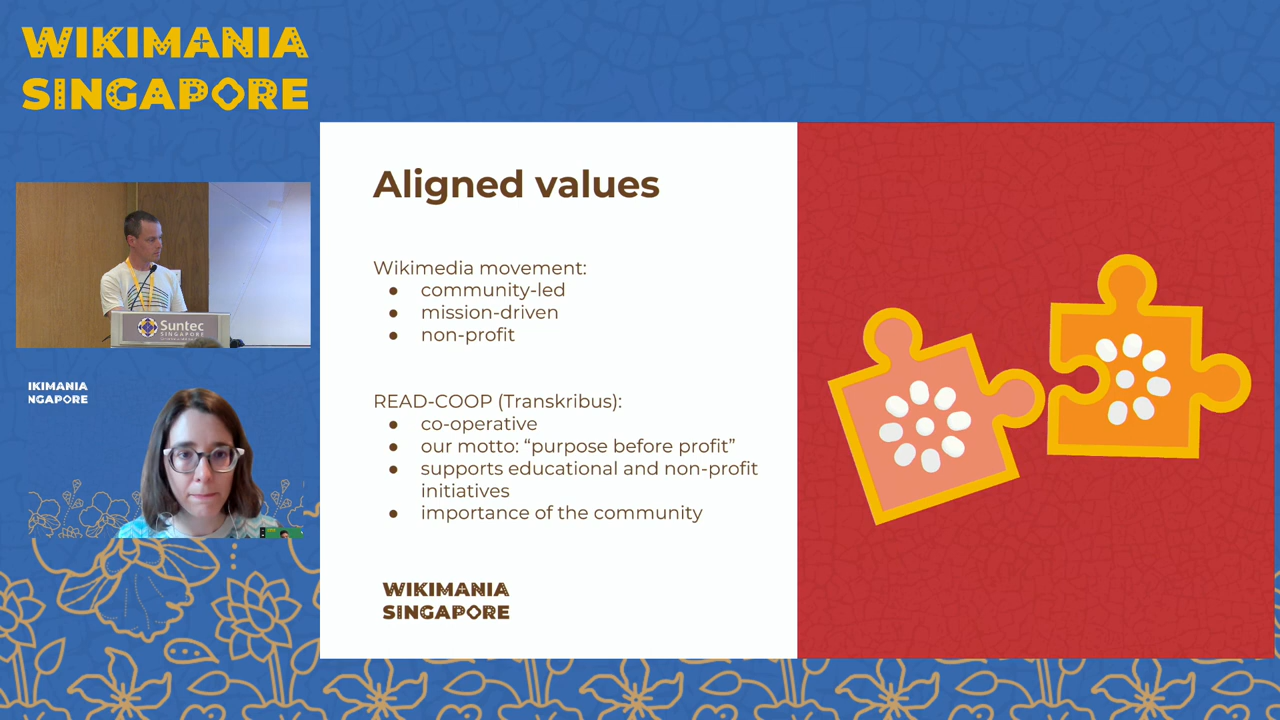 WIKIMANIA
SINGAPORE
Suntec
SINGAPORE
IKIMANIA
NGAPORE
Aligned values
Wikimedia movement:
● community-led
● mission-driven
● non-profit
READ-COOP (Transkribus):
● co-operative
● our motto: “purpose before profit”
● supports educational and non-profit
initiatives
● importance of the community
WIKIMANIA
SINGAPORE